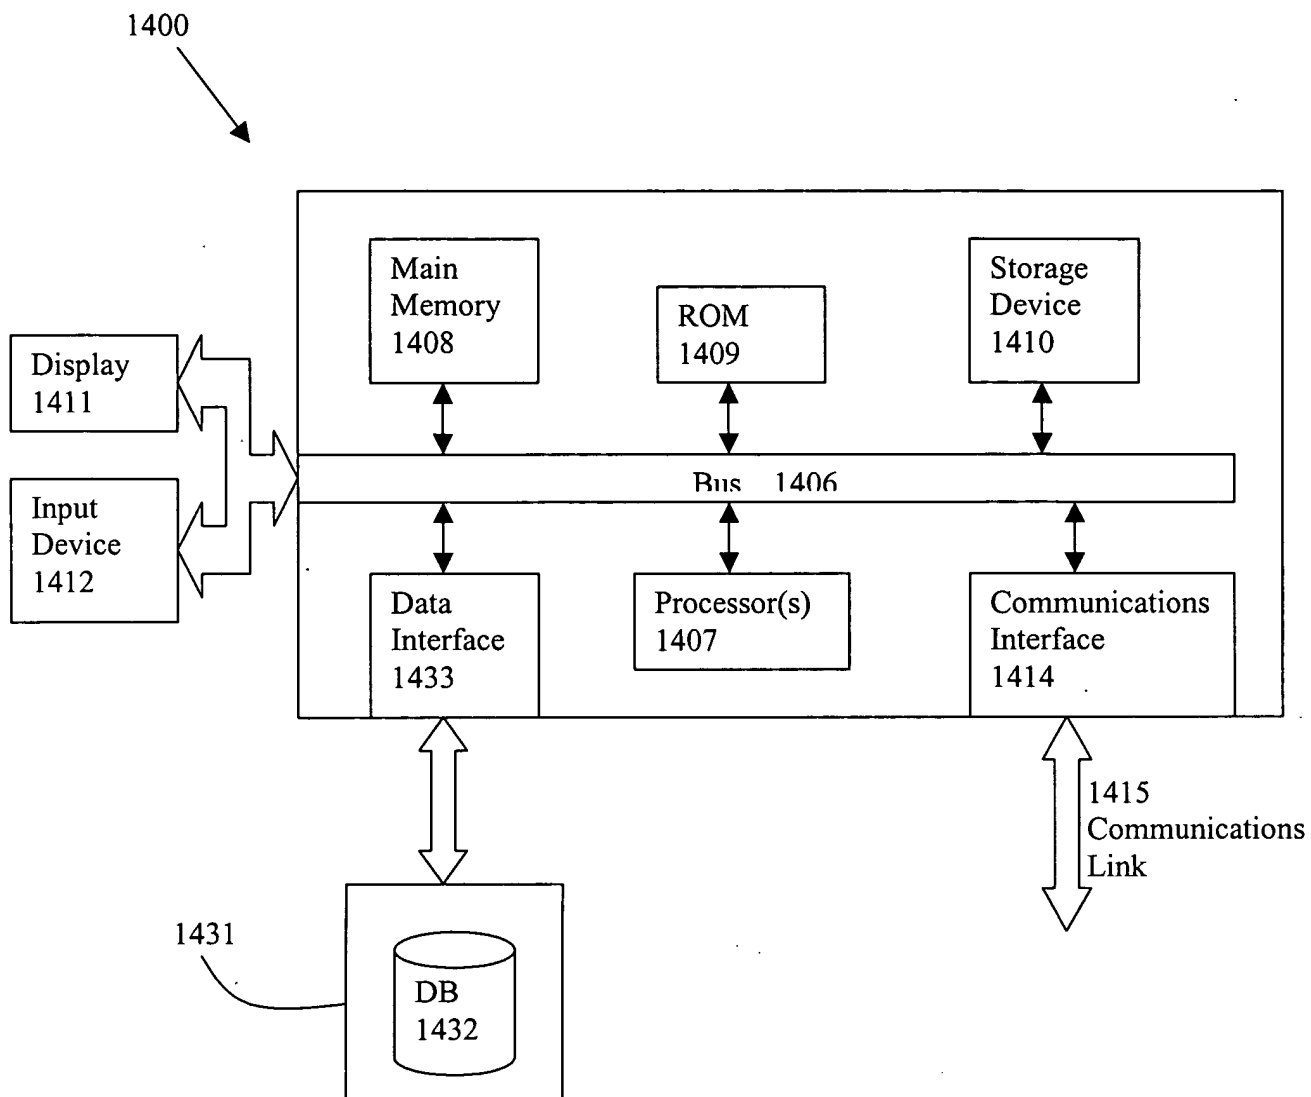 1400
Main
Memory
1408
ROM
1409
Storage
Device
1410
Display
1411
Bus 1406
Input
Device
1412
Data
Interface
1433
Processor(s)
1407
Communications
Interface
1414
1415
Communications
Link
1431
DB
1432